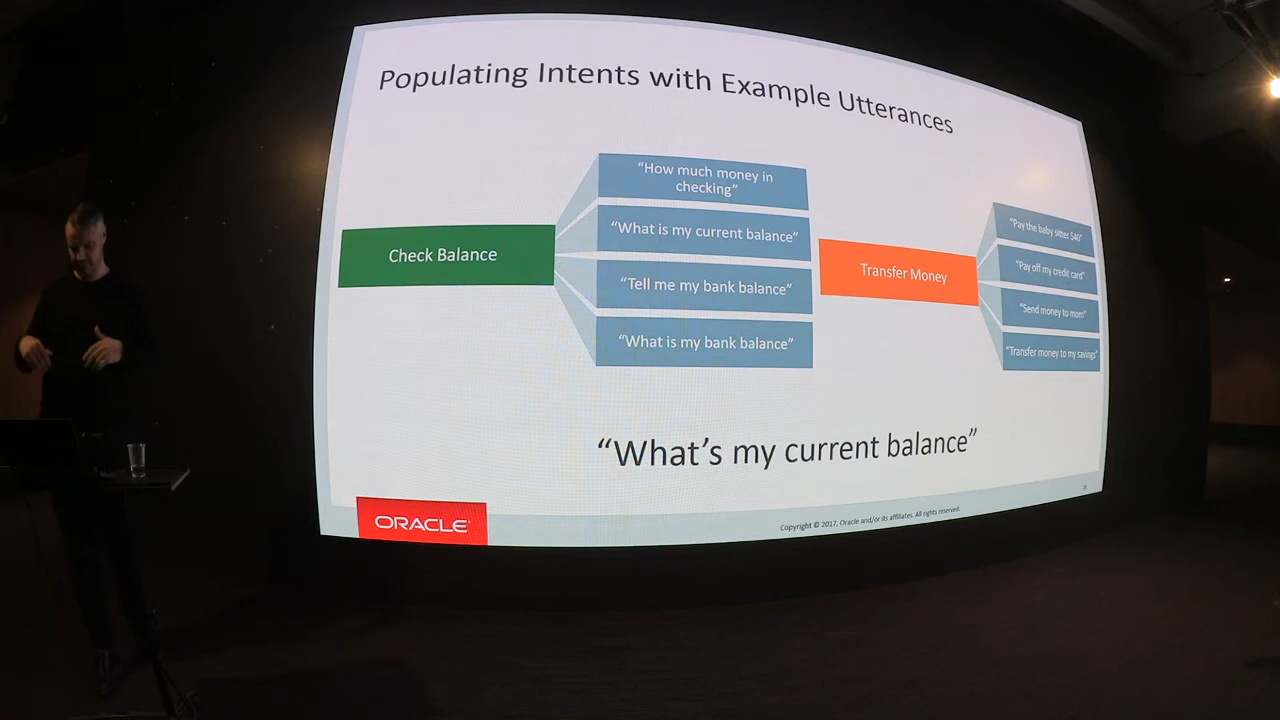 Populating Intents with Example Utterances
Check Balance
“How much money in
checking”
“What is my current balance”
“Tell me my bank balance”
“What is my bank balance”
Transfer Money
“Pay the baby sitter $40”
“Pay off my credit card”
“Send money to mom”
“Transfer money to my savings”
“What’s my current balance”
ORACLE
Copyright © 2017, Oracle and/or its affiliates. All rights reserved.